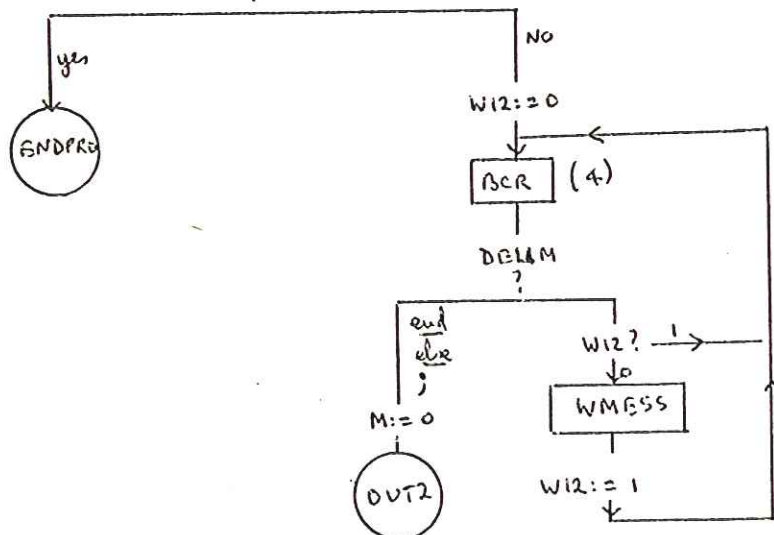 NO
yes
ENDPRO
W12:=0
BCR (4)
DELIM
?
end
else
;
W12? 1
0
WMESS
M:=0
OUT2
W12:=1